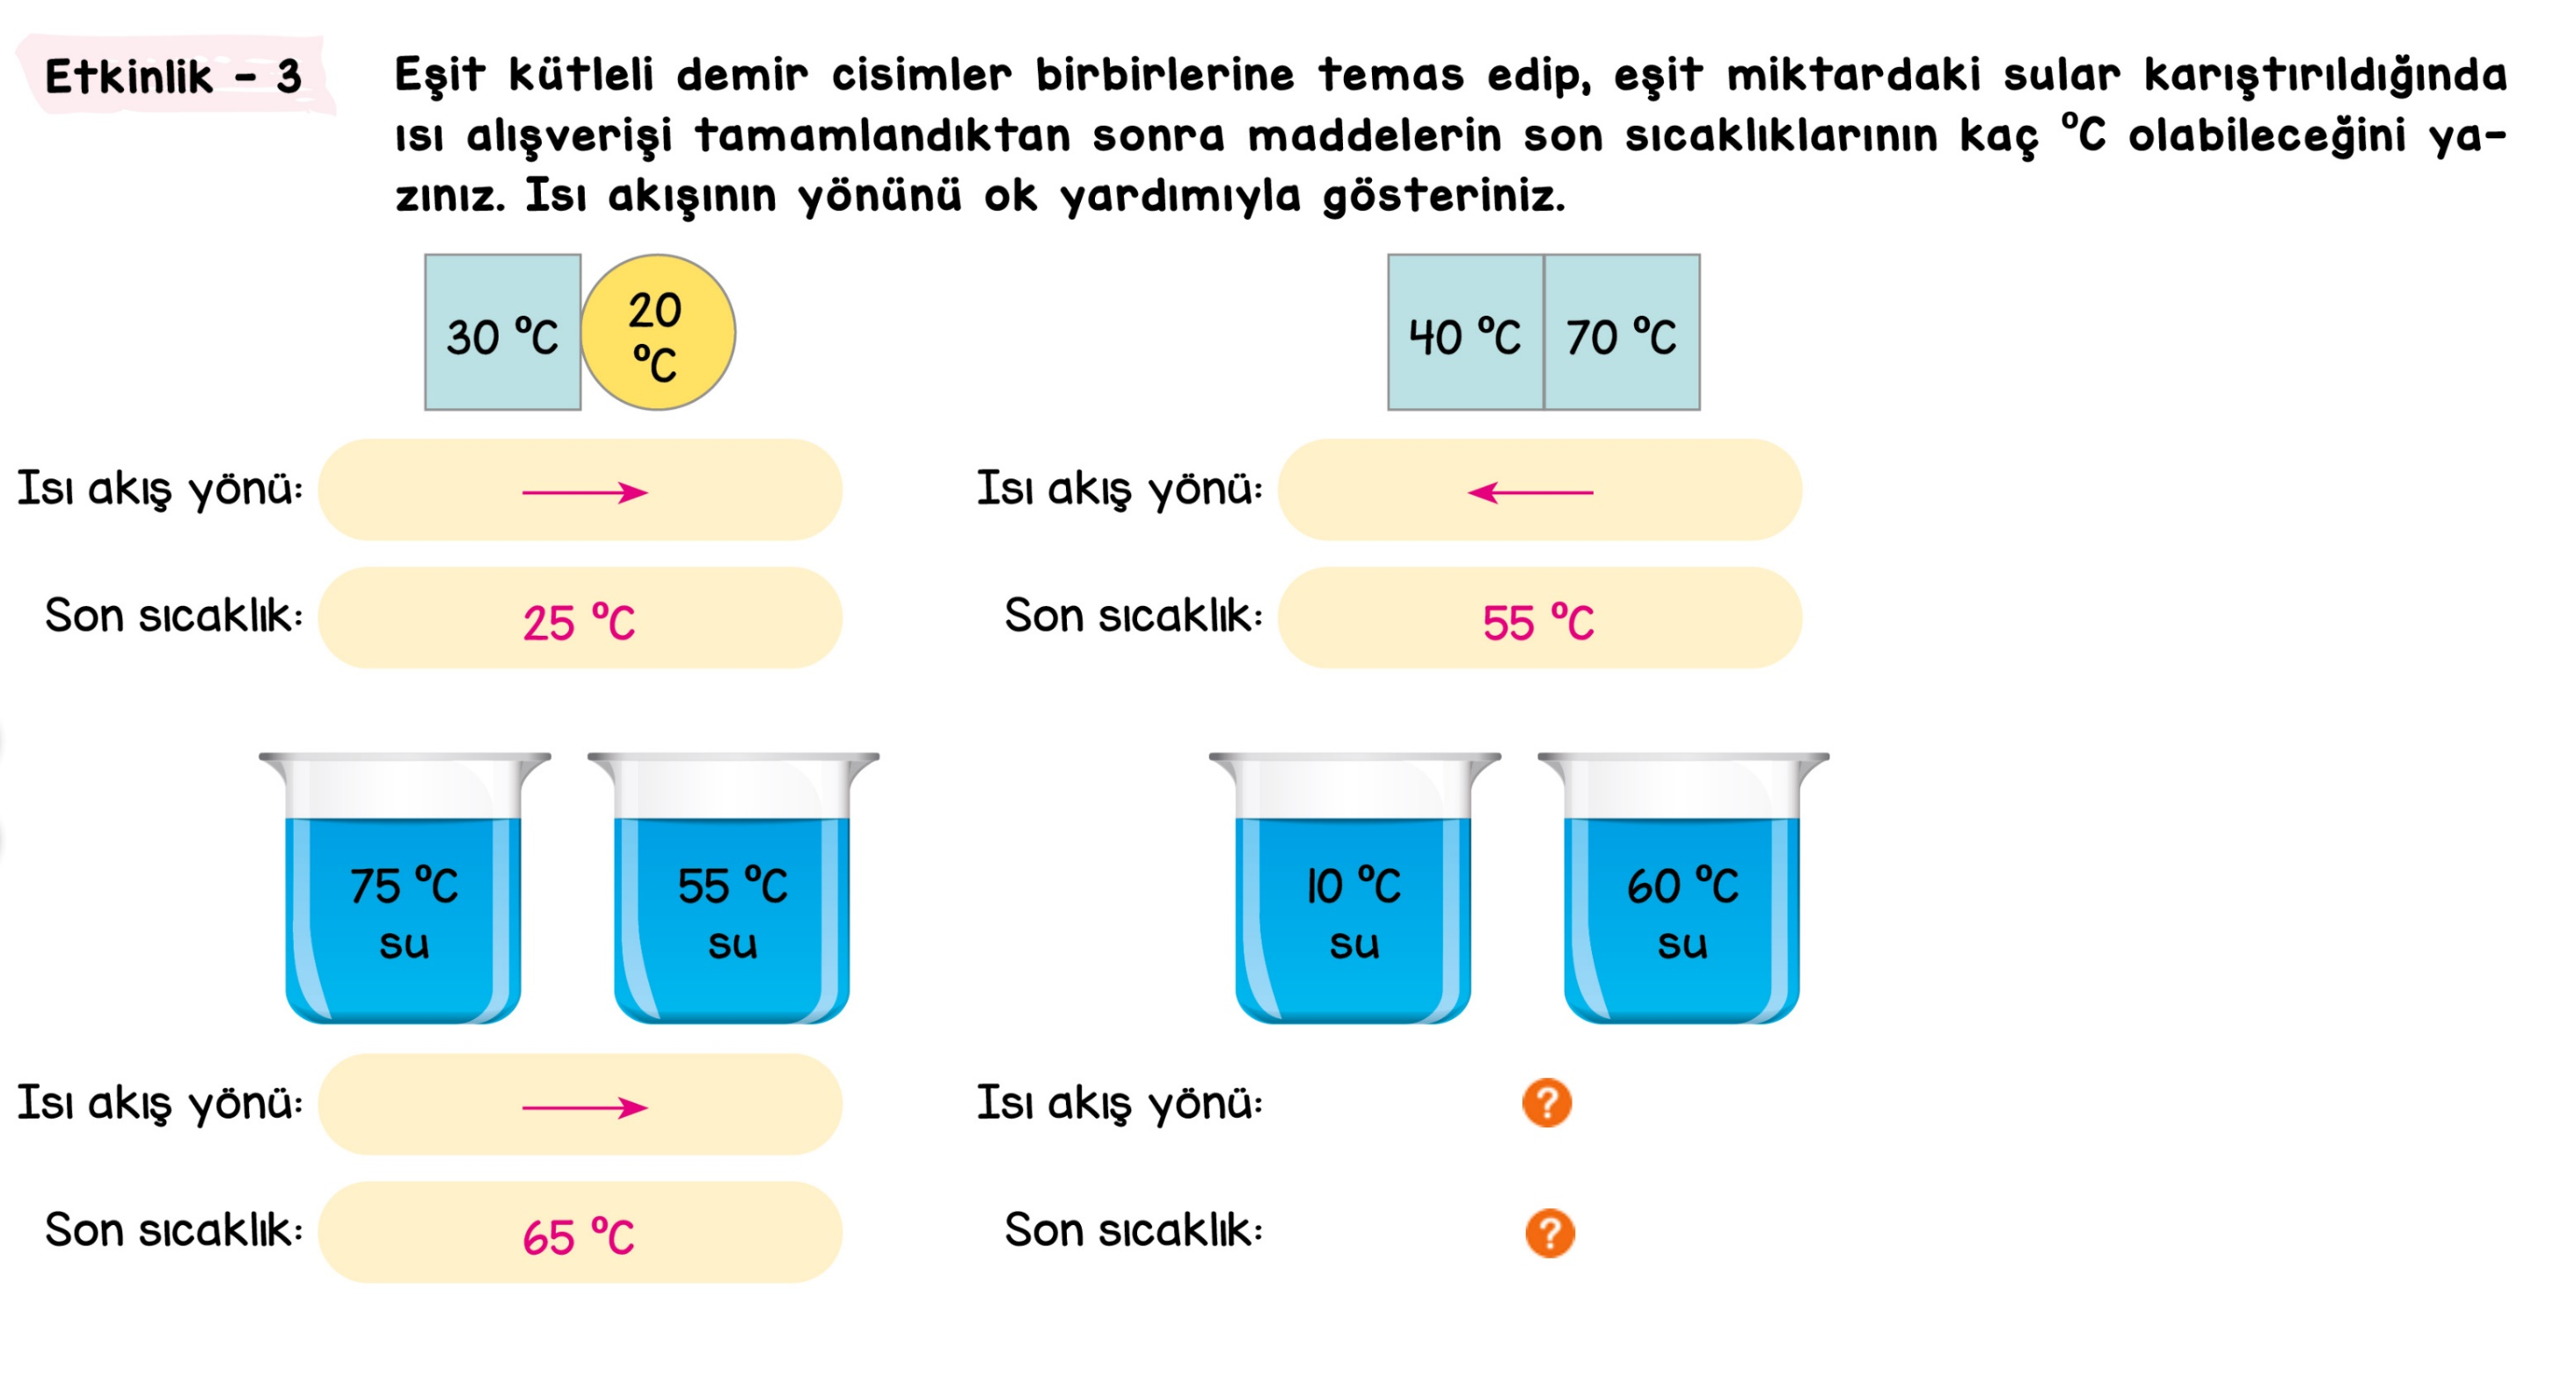 Etkinlik - 3
Eşit kütleli demir cisimler birbirlerine temas edip, eşit miktardaki sular karıştırıldığında
ısı alışverişi tamamlandıktan sonra maddelerin son sıcaklıklarının kaç °C olabileceğini ya-
zınız. Isı akışının yönünü ok yardımıyla gösteriniz.
30 °C
20
°C
40 °C
70 °C
Isı akış yönü:
Isı akış yönü:
Son sıcaklık:
25 °C
Son sıcaklık:
55 °C
75 °C
su
55 °C
su
10 °C
su
60 °C
su
Isı akış yönü:
Isı akış yönü:
?
Son sıcaklık:
65 °C
Son sıcaklık:
?